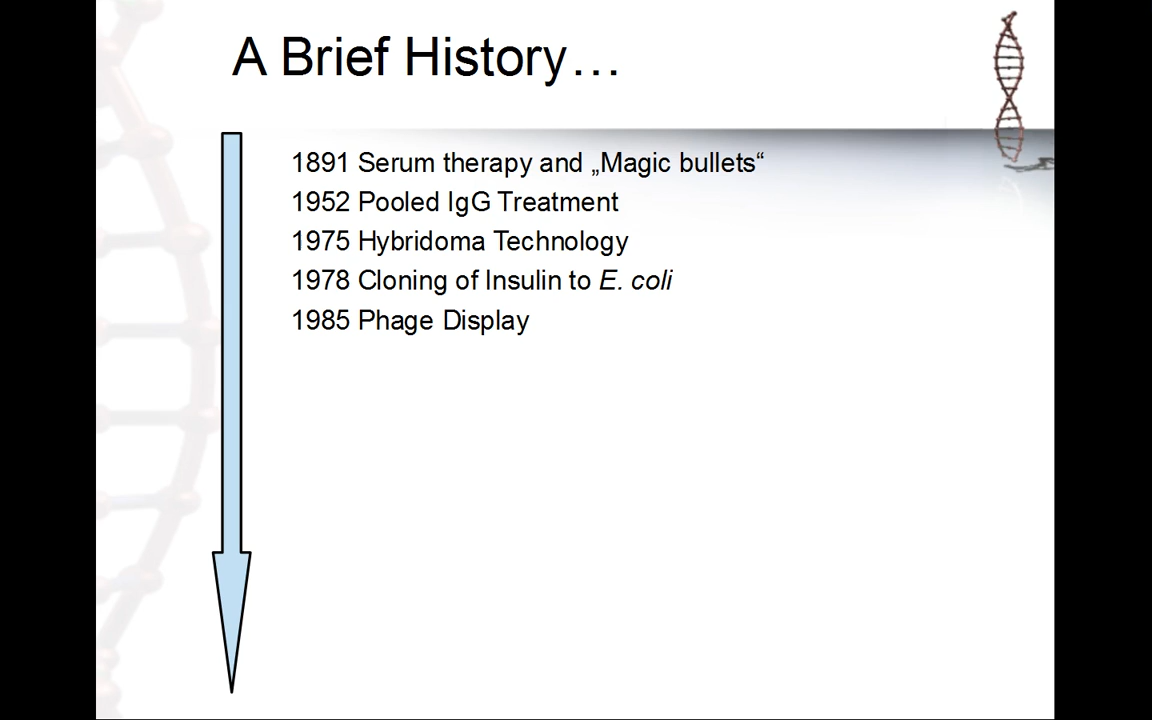 A Brief History…
1891 Serum therapy and „Magic bullets“
1952 Pooled IgG Treatment
1975 Hybridoma Technology
1978 Cloning of Insulin to E. coli
1985 Phage Display